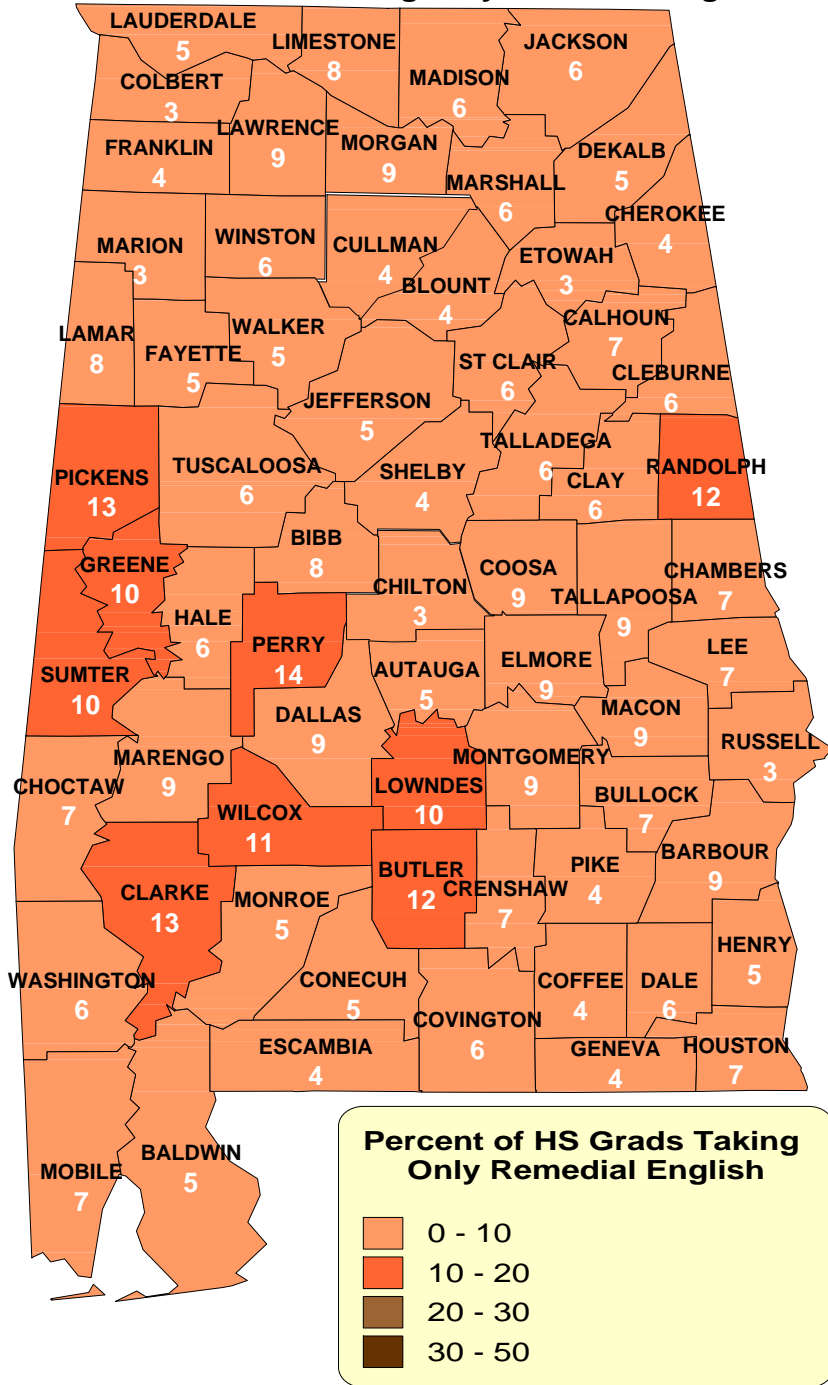 LAUDERDALE
5
LIMESTONE
8
MADISON
6
JACKSON
6
COLBERT
3
FRANKLIN
4
LAWRENCE
9
MORGAN
9
MARSHALL
6
DEKALB
5
CHEROKEE
4
MARION
3
WINSTON
6
CULLMAN
4
BLOUNT
4
ETOWAH
3
LAMAR
8
FAYETTE
5
WALKER
5
JEFFERSON
5
ST CLAIR
6
CALHOUN
7
CLEBURNE
6
PICKENS
13
TUSCALOOSA
6
SHELBY
4
TALLADEGA
6
CLAY
6
RANDOLPH
12
GREENE
10
HALE
6
BIBB
8
CHILTON
3
COOSA
9
TALLAPOOSA
9
CHAMBERS
7
SUMTER
10
PERRY
14
AUTAUGA
5
ELMORE
9
LEE
7
MACON
9
RUSSELL
3
CHOCTAW
7
MARENGO
9
DALLAS
9
WILCOX
11
LOWNDES
10
MONTGOMERY
9
BULLOCK
7
BARBOUR
9
CLARKE
13
MONROE
5
BUTLER
12
CRENSHAW
7
PIKE
4
HENRY
5
WASHINGTON
6
CONECUH
5
COVINGTON
6
COFFEE
4
DALE
6
ESCAMBIA
4
GENEVA
4
HOUSTON
7
MOBILE
7
BALDWIN
5
Percent of HS Grads Taking
Only Remedial English
0 - 10
10 - 20
20 - 30
30 - 50